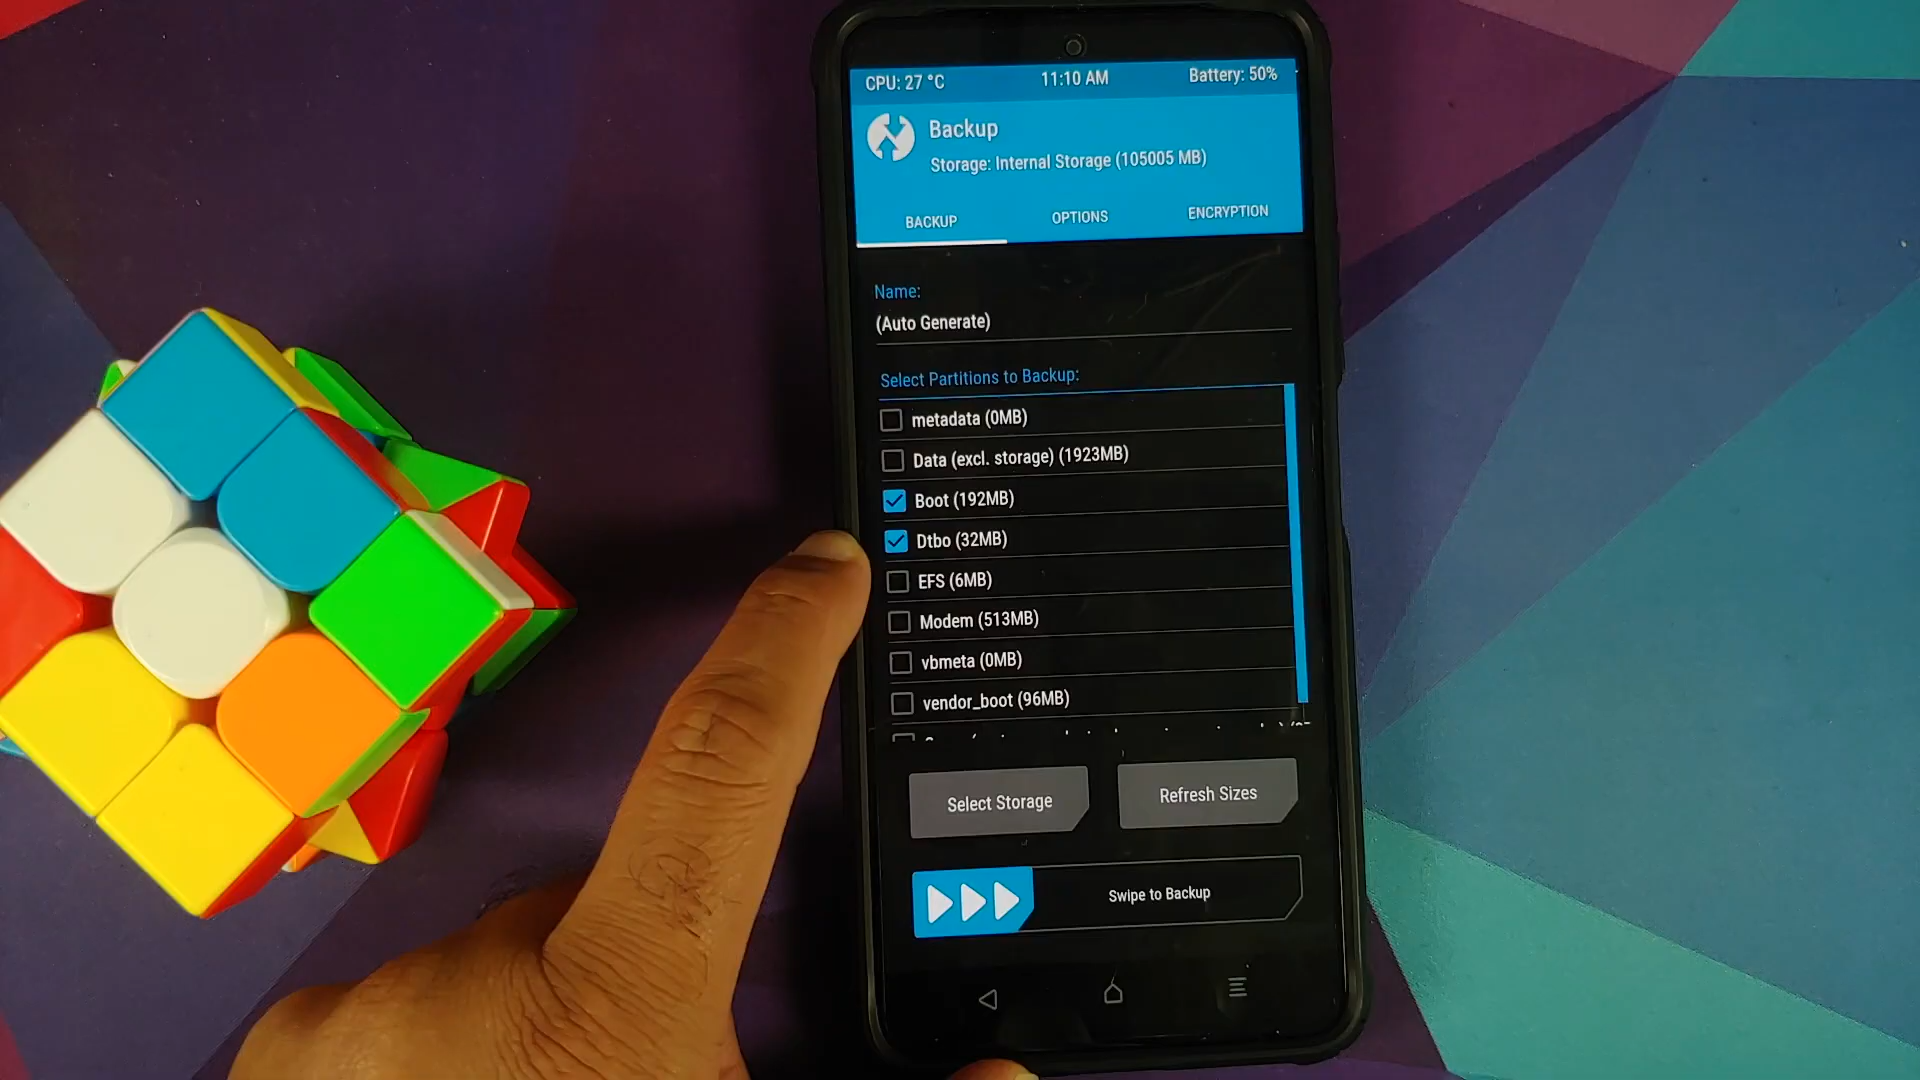 CPU: 27 °C 11:10 AM Battery: 50%
Backup
Storage: Internal Storage (105005 MB)
BACKUP OPTIONS ENCRYPTION
Name:
(Auto Generate)
Select Partitions to Backup:
metadata (0MB)
Data (excl. storage) (1923MB)
Boot (192MB)
Dtbo (32MB)
EFS (6MB)
Modem (513MB)
vbmeta (0MB)
vendor_boot (96MB)
Select Storage Refresh Sizes
Swipe to Backup